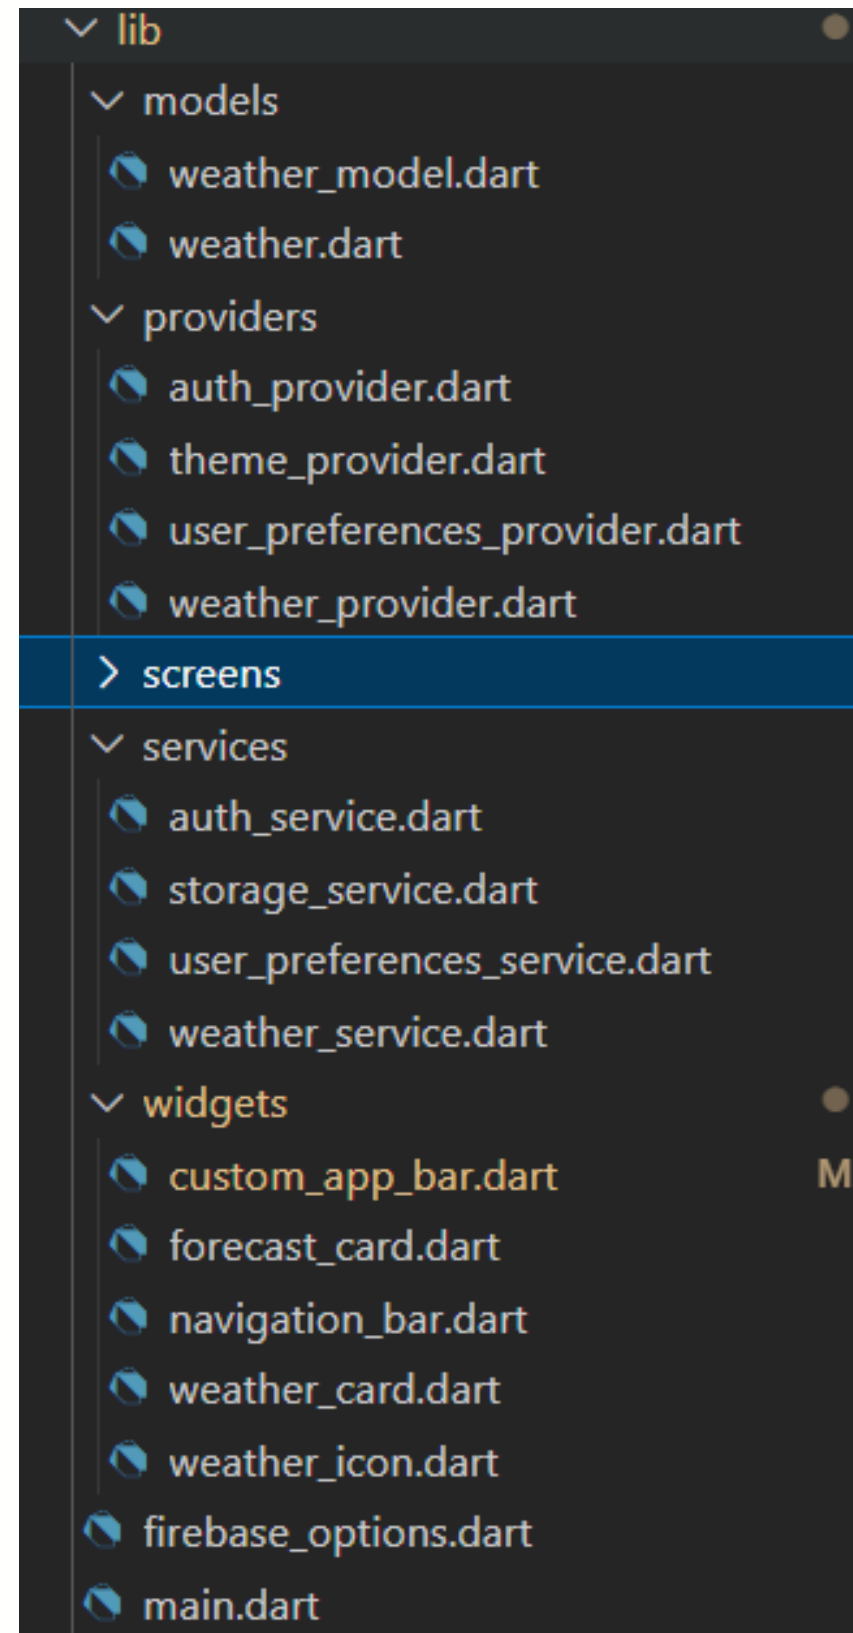 lib
models
weather_model.dart
weather.dart
providers
auth_provider.dart
theme_provider.dart
user_preferences_provider.dart
weather_provider.dart
screens
services
auth_service.dart
storage_service.dart
user_preferences_service.dart
weather_service.dart
widgets
custom_app_bar.dart M
forecast_card.dart
navigation_bar.dart
weather_card.dart
weather_icon.dart
firebase_options.dart
main.dart